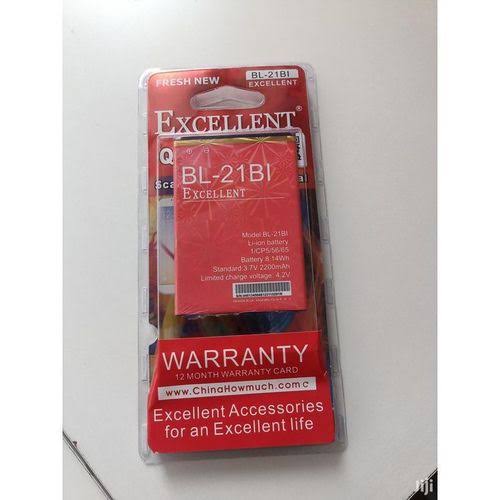 FRESH NEW
BL-21BI
EXCELLENT
EXCELLENT®
BL-21BI
EXCELLENT
Model:BL-21BI
Li-ion battery
1/CP5/56/65
Battery 8.14Wh
Standard:3.7V 2200mAh
Limited charge voltage: 4.2V
WARRANTY
12 MONTH WARRANTY CARD
www.ChinaHowmuch.com
Excellent Accessories
for an Excellent life
Jiji